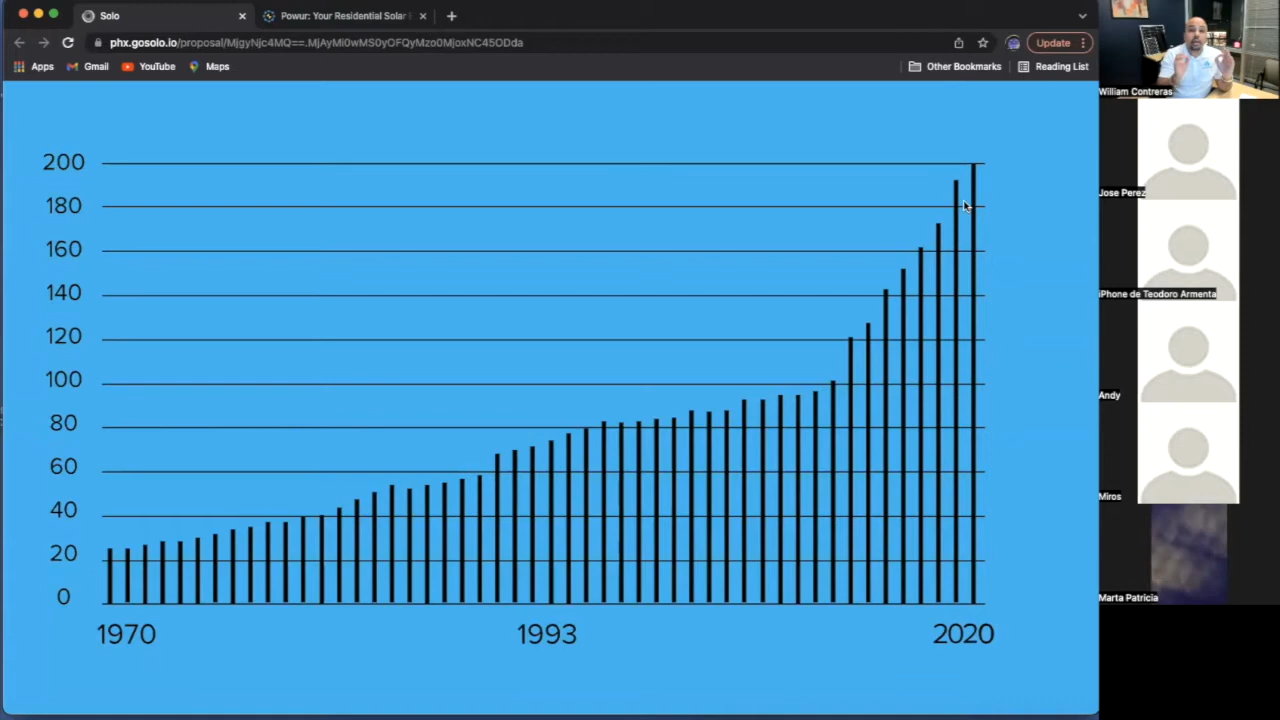 Solo
Powur: Your Residential Solar
phx.gosolo.io/proposal/MjgyNjc4MQ==.MjAyMi0wMS0yOFQyMzo0MjoxNC45ODda
Update
Apps
Gmail
YouTube
Maps
Other Bookmarks
Reading List
200
180
160
140
120
100
80
60
40
20
0
1970
1993
2020
William Contreras
Jose Perez
iPhone de Teodoro Armenta
Andy
Miros
Marta Patricia